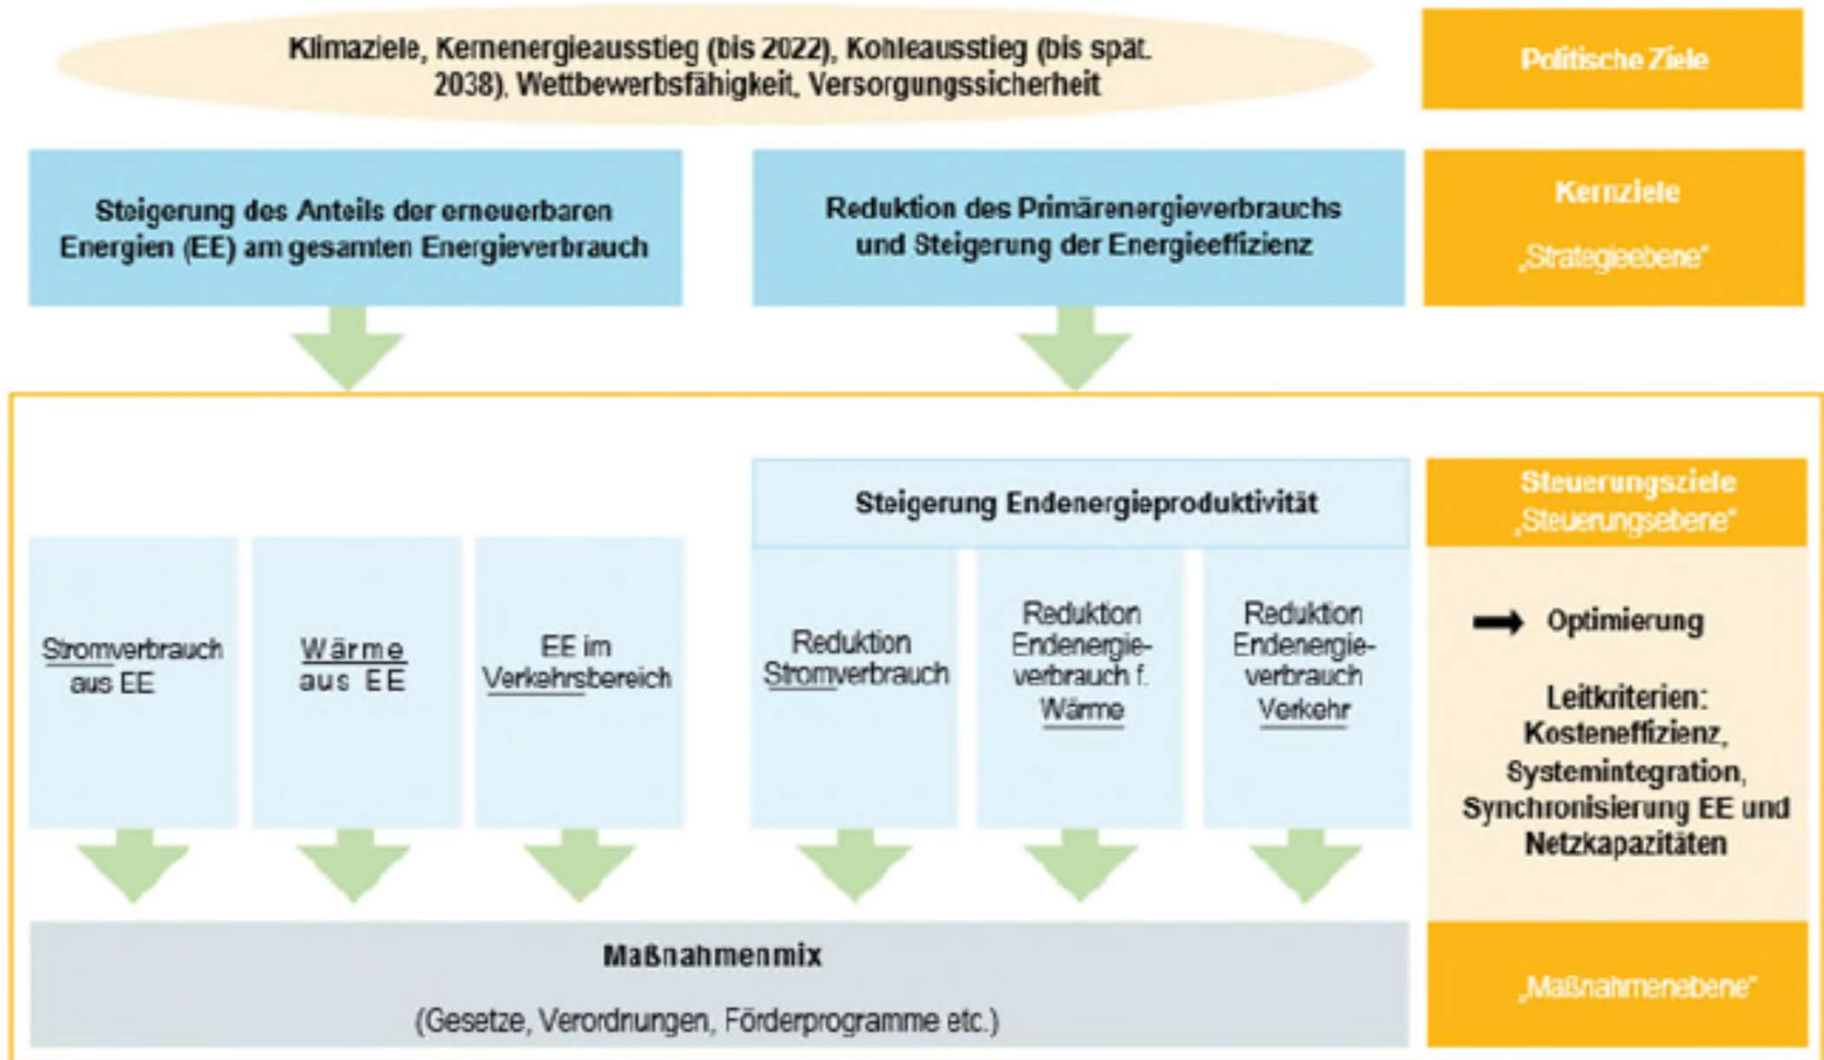 Klimaziele, Kernenergieausstieg (bis 2022), Kohleausstieg (bis spät.
2038), Wettbewerbsfähigkeit, Versorgungssicherheit
Politische Ziele
Steigerung des Anteils der erneuerbaren
Energien (EE) am gesamten Energieverbrauch
Reduktion des Primärenergieverbrauchs
und Steigerung der Energieeffizienz
Kernziele
„Strategieebene“
Steigerung Endenergieproduktivität
Steuerungsziele
„Steuerungsebene“
Stromverbrauch
aus EE
Wärme
aus EE
EE im
Verkehrsbereich
Reduktion
Stromverbrauch
Reduktion
Endenergie-
verbrauch f.
Wärme
Reduktion
Endenergie-
verbrauch
Verkehr
Optimierung
Leitkriterien:
Kosteneffizienz,
Systemintegration,
Synchronisierung EE und
Netzkapazitäten
Maßnahmenmix
(Gesetze, Verordnungen, Förderprogramme etc.)
„Maßnahmenebene“